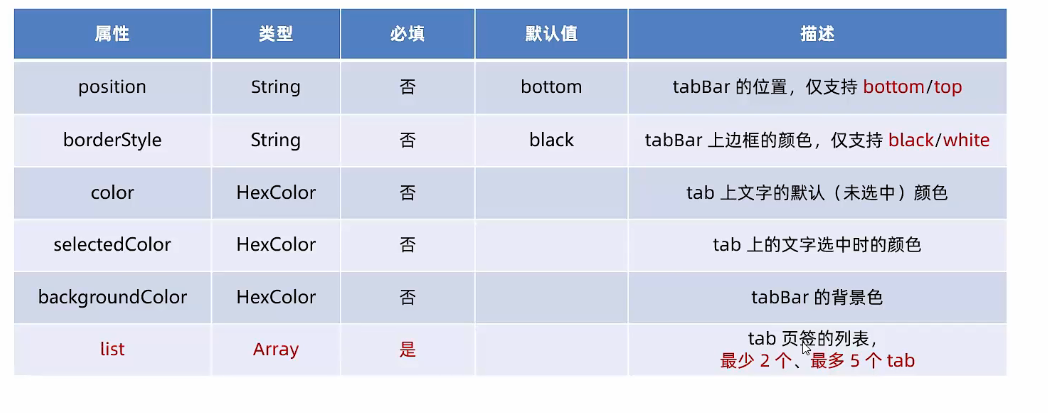 属性 类型 必填 默认值 描述
position String 否 bottom tabBar 的位置，仅支持 bottom/top
borderStyle String 否 black tabBar 上边框的颜色，仅支持 black/white
color HexColor 否 tab 上文字的默认（未选中）颜色
selectedColor HexColor 否 tab 上的文字选中时的颜色
backgroundColor HexColor 否 tabBar 的背景色
list Array 是 tab 页签的列表，
最少 2 个、最多 5 个 tab